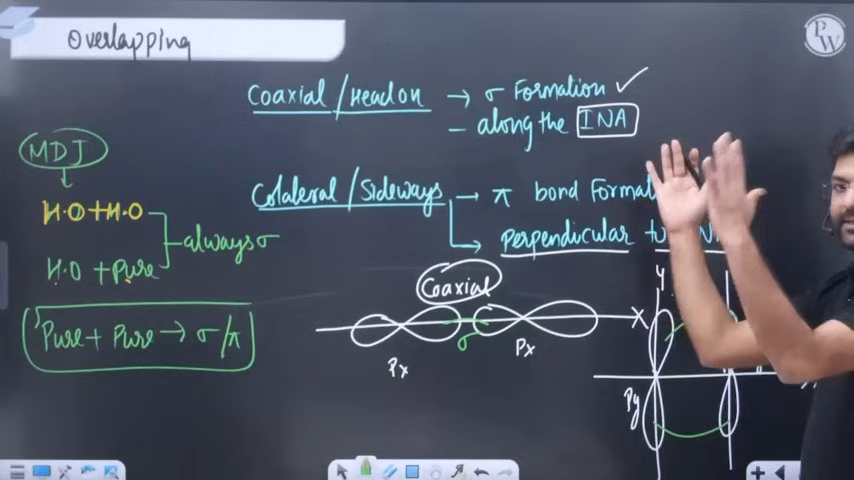 Overlapping
PW
Coaxial / Headon → σ Formation ✓
- along the INA
MDJ
↓
H.O + H.O
always σ
H.O + Pure
Pure + Pure → σ/π
Colateral / Sideways → π bond Format
→ perpendicular to
Coaxial
σ
Px
Px
X
Y
Py